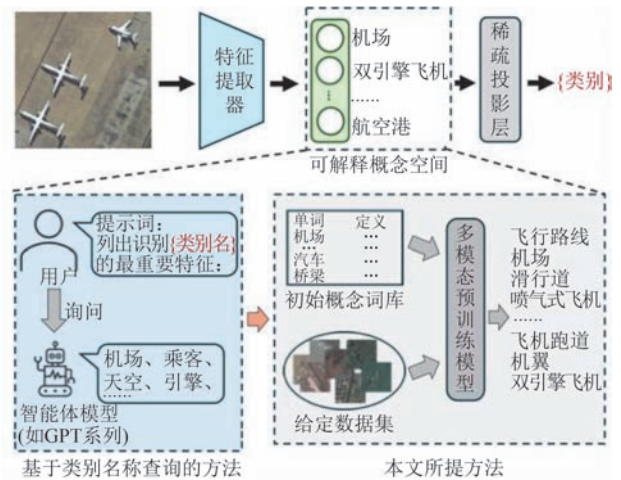 特征
提取
器
机场
双引擎飞机
⋮
……
航空港
稀
疏
投
影
层
{类别}
可解释概念空间
提示词：
列出识别{类别名}
的最重要特征：
用户
询问
机场、乘客、
天空、引擎、
……
智能体模型
(如GPT系列)
基于类别名称查询的方法
单词 定义
机场 …
… …
汽车 …
桥梁 …
初始概念词库
给定数据集
多
模
态
预
训
练
模
型
飞行路线
机场
滑行道
喷气式飞机
……
飞机跑道
机翼
双引擎飞机
本文所提方法